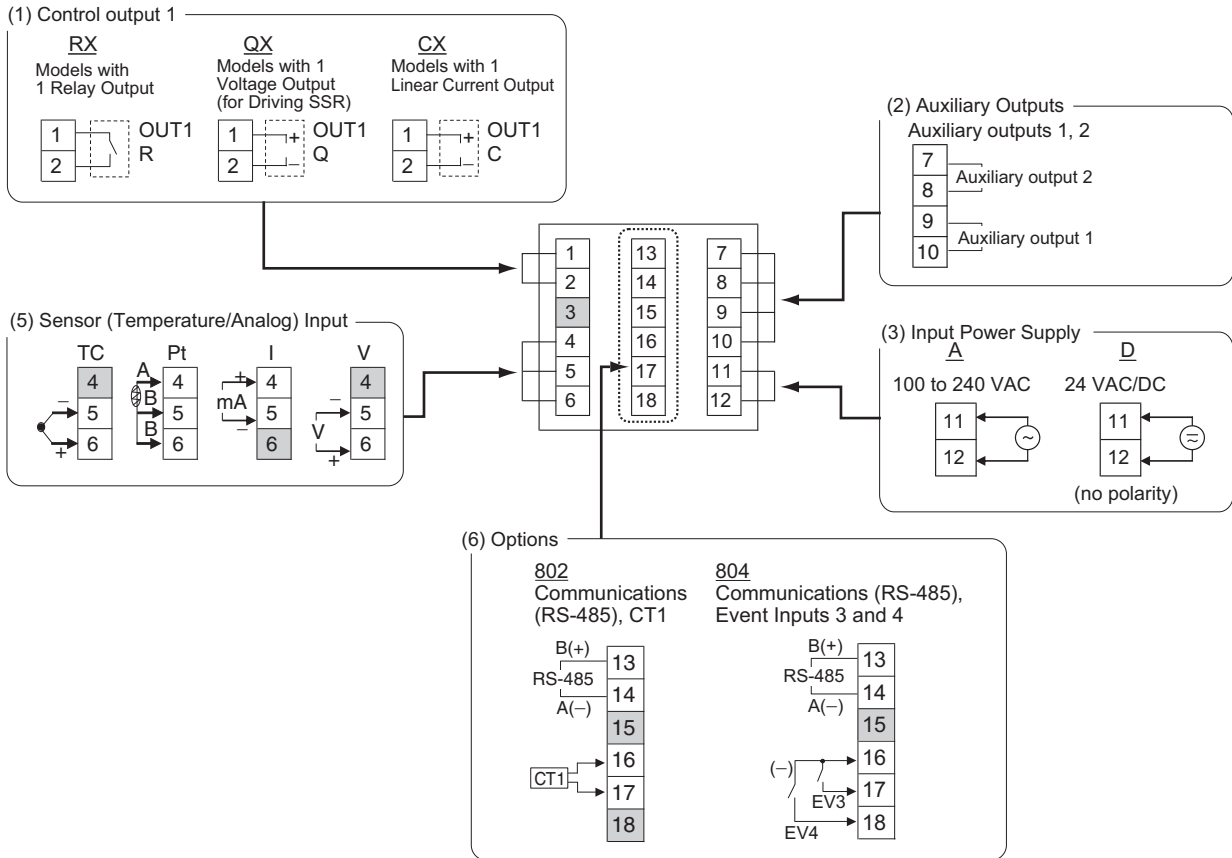 (1) Control output 1
RX
Models with
1 Relay Output
1
2
OUT1
R
QX
Models with 1
Voltage Output
(for Driving SSR)
1
2
+
−
OUT1
Q
CX
Models with 1
Linear Current Output
1
2
+
−
OUT1
C
(2) Auxiliary Outputs
Auxiliary outputs 1, 2
7
8
9
10
Auxiliary output 2
Auxiliary output 1
1
2
3
4
5
6
13
14
15
16
17
18
7
8
9
10
11
12
(5) Sensor (Temperature/Analog) Input
TC
−
+
4
5
6
Pt
A
B
B
4
5
6
I
+
mA
−
4
5
6
V
−
V
+
4
5
6
(3) Input Power Supply
A
100 to 240 VAC
11
12
D
24 VAC/DC
11
12
(no polarity)
(6) Options
802
Communications
(RS-485), CT1
B(+)
RS-485
A(−)
CT1
13
14
15
16
17
18
804
Communications (RS-485),
Event Inputs 3 and 4
B(+)
RS-485
A(−)
(−)
EV3
EV4
13
14
15
16
17
18